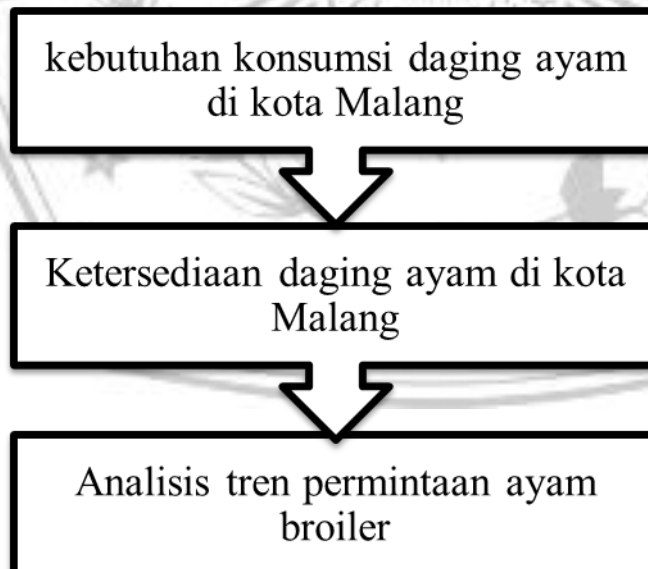 kebutuhan konsumsi daging ayam
di kota Malang
Ketersediaan daging ayam di kota
Malang
Analisis tren permintaan ayam
broiler